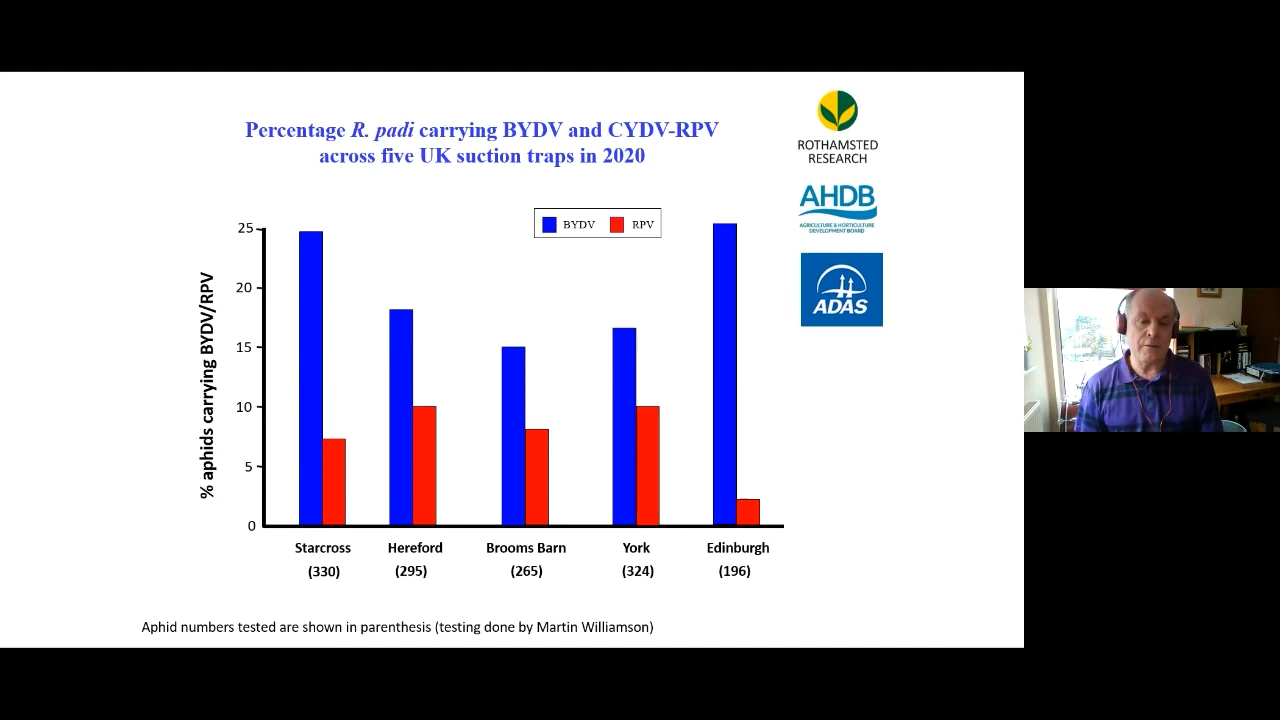 Percentage R. padi carrying BYDV and CYDV-RPV
across five UK suction traps in 2020
ROTHAMSTED
RESEARCH
AHDB
AGRICULTURE & HORTICULTURE
DEVELOPMENT BOARD
ADAS
BYDV
RPV
% aphids carrying BYDV/RPV
25
20
15
10
5
0
Starcross
Hereford
Brooms Barn
York
Edinburgh
(330)
(295)
(265)
(324)
(196)
Aphid numbers tested are shown in parenthesis (testing done by Martin Williamson)